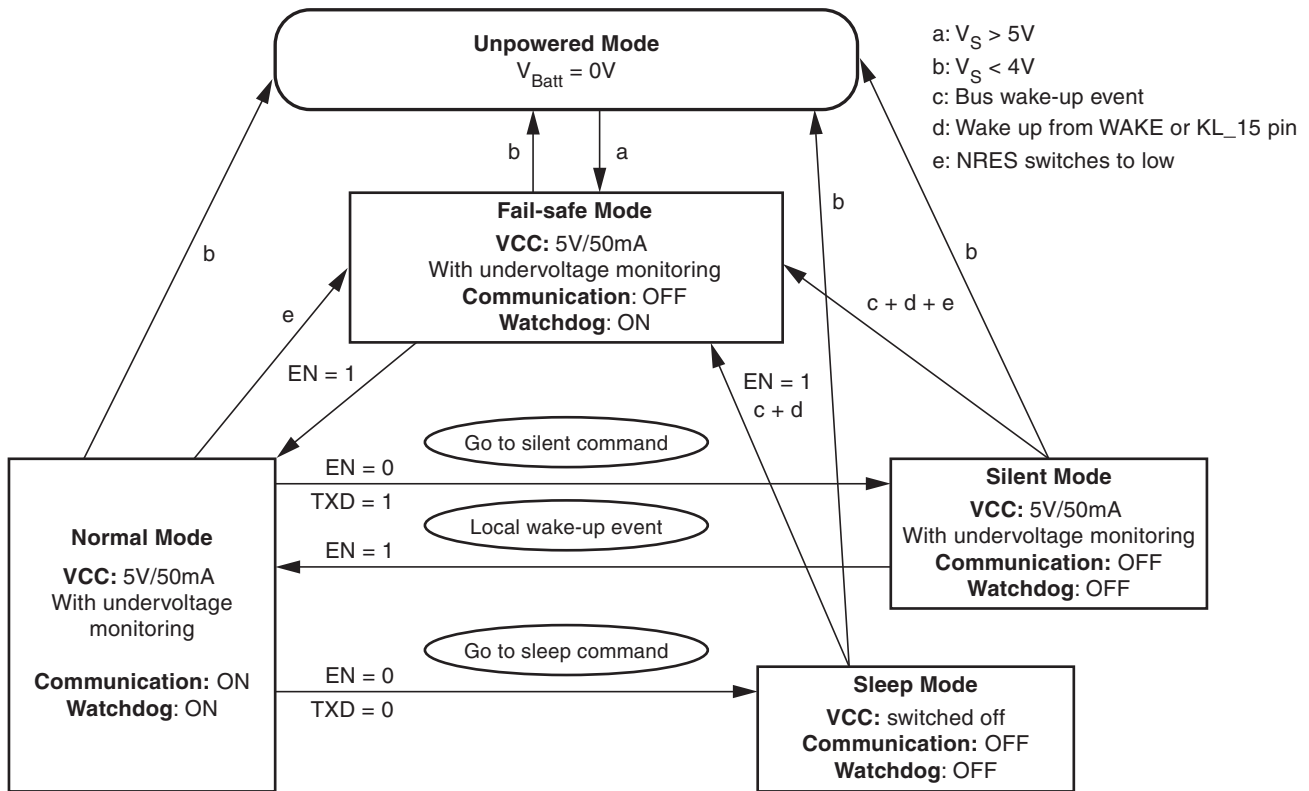 Unpowered Mode
V_Batt = 0V
a: V_S > 5V
b: V_S < 4V
c: Bus wake-up event
d: Wake up from WAKE or KL_15 pin
e: NRES switches to low
b
a
b
b
b
Fail-safe Mode
VCC: 5V/50mA
With undervoltage monitoring
Communication: OFF
Watchdog: ON
e
c + d + e
EN = 1
EN = 1
c + d
Go to silent command
EN = 0
TXD = 1
Local wake-up event
EN = 1
Silent Mode
VCC: 5V/50mA
With undervoltage monitoring
Communication: OFF
Watchdog: OFF
Normal Mode
VCC: 5V/50mA
With undervoltage
monitoring
Communication: ON
Watchdog: ON
Go to sleep command
EN = 0
TXD = 0
Sleep Mode
VCC: switched off
Communication: OFF
Watchdog: OFF